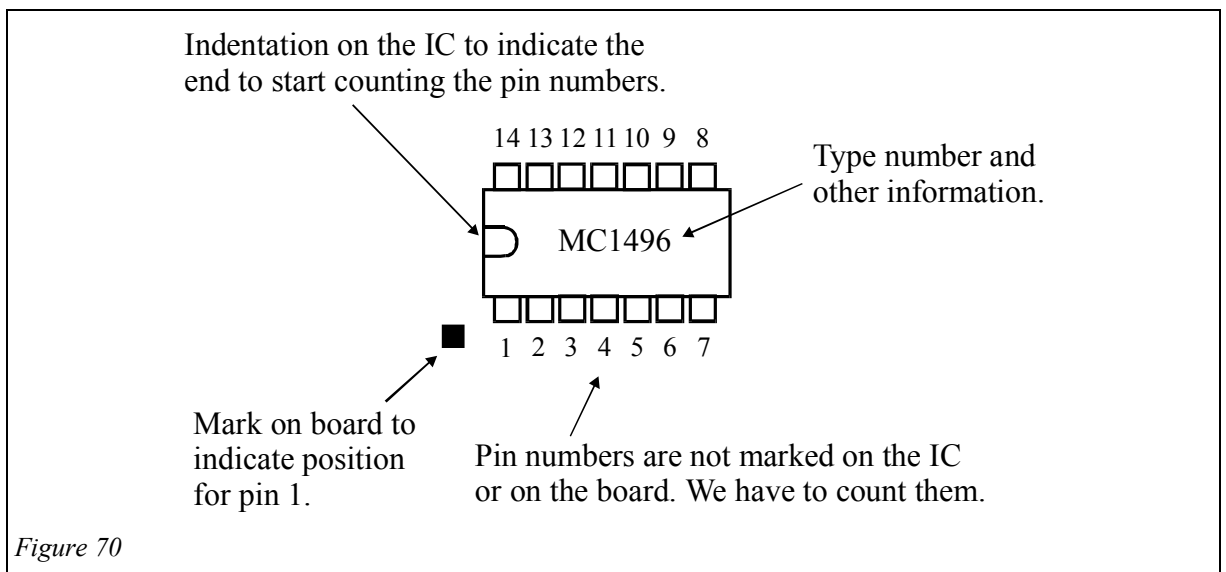 Indentation on the IC to indicate the
end to start counting the pin numbers.
14 13 12 11 10 9 8
Type number and
other information.
MC1496
1 2 3 4 5 6 7
Mark on board to
indicate position
for pin 1.
Pin numbers are not marked on the IC
or on the board. We have to count them.
Figure 70